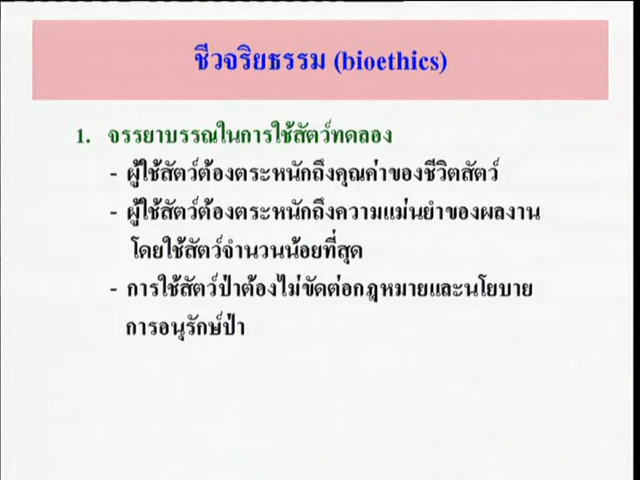 ชีวจริยธรรม (bioethics)
1. จรรยาบรรณในการใช้สัตว์ทดลอง
- ผู้ใช้สัตว์ต้องตระหนักถึงคุณค่าของชีวิตสัตว์
- ผู้ใช้สัตว์ต้องตระหนักถึงความแม่นยำของผลงาน
โดยใช้สัตว์จำนวนน้อยที่สุด
- การใช้สัตว์ป่าต้องไม่ขัดต่อกฎหมายและนโยบาย
การอนุรักษ์ป่า